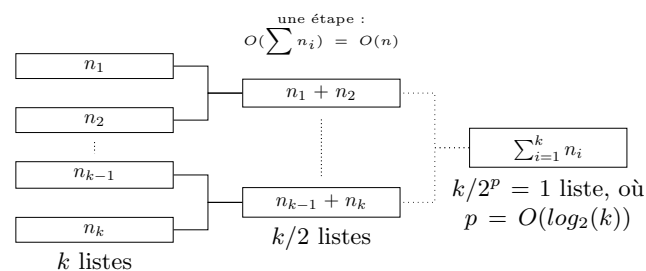 une étape :
O(∑ n_i) = O(n)
n_1
n_2
n_{k−1}
n_k
k listes
n_1 + n_2
n_{k−1} + n_k
k/2 listes
∑_{i=1}^{k} n_i
k/2^p = 1 liste, où
p = O(log_2(k))